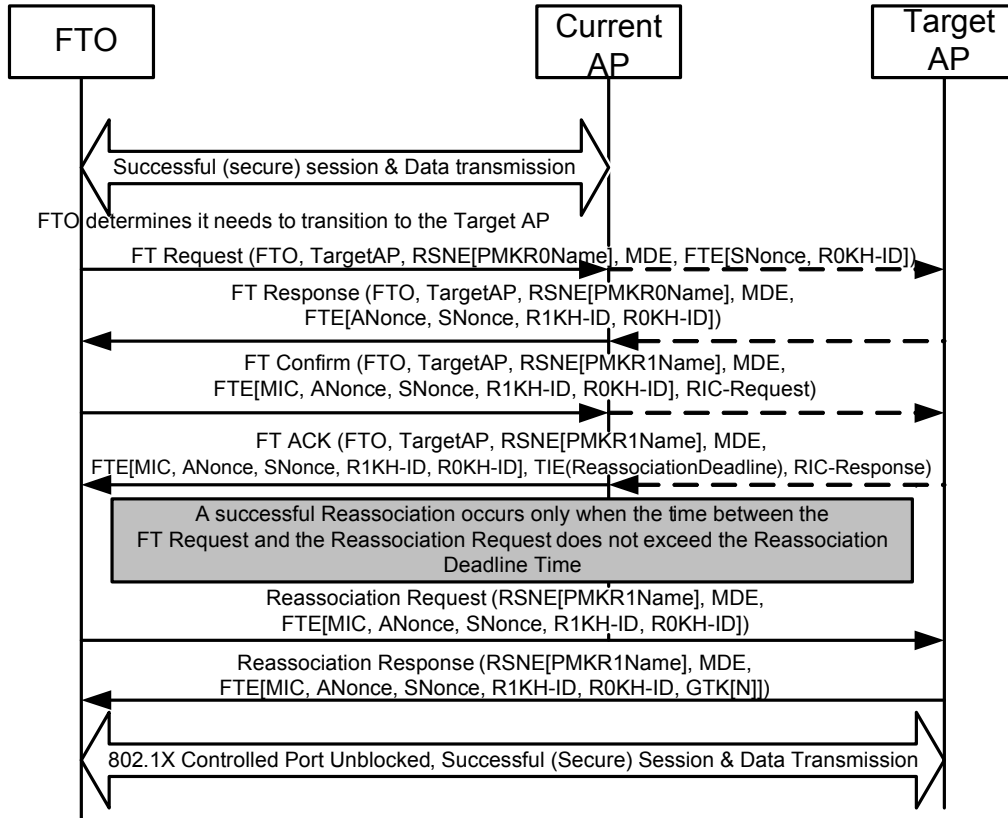 FTO
Current
AP
Target
AP
Successful (secure) session & Data transmission
FTO determines it needs to transition to the Target AP
FT Request (FTO, TargetAP, RSNE[PMKR0Name], MDE, FTE[SNonce, R0KH-ID])
FT Response (FTO, TargetAP, RSNE[PMKR0Name], MDE,
FTE[ANonce, SNonce, R1KH-ID, R0KH-ID])
FT Confirm (FTO, TargetAP, RSNE[PMKR1Name], MDE,
FTE[MIC, ANonce, SNonce, R1KH-ID, R0KH-ID], RIC-Request)
FT ACK (FTO, TargetAP, RSNE[PMKR1Name], MDE,
FTE[MIC, ANonce, SNonce, R1KH-ID, R0KH-ID], TIE(ReassociationDeadline), RIC-Response)
A successful Reassociation occurs only when the time between the
FT Request and the Reassociation Request does not exceed the Reassociation
Deadline Time
Reassociation Request (RSNE[PMKR1Name], MDE,
FTE[MIC, ANonce, SNonce, R1KH-ID, R0KH-ID])
Reassociation Response (RSNE[PMKR1Name], MDE,
FTE[MIC, ANonce, SNonce, R1KH-ID, R0KH-ID, GTK[N]])
802.1X Controlled Port Unblocked, Successful (Secure) Session & Data Transmission